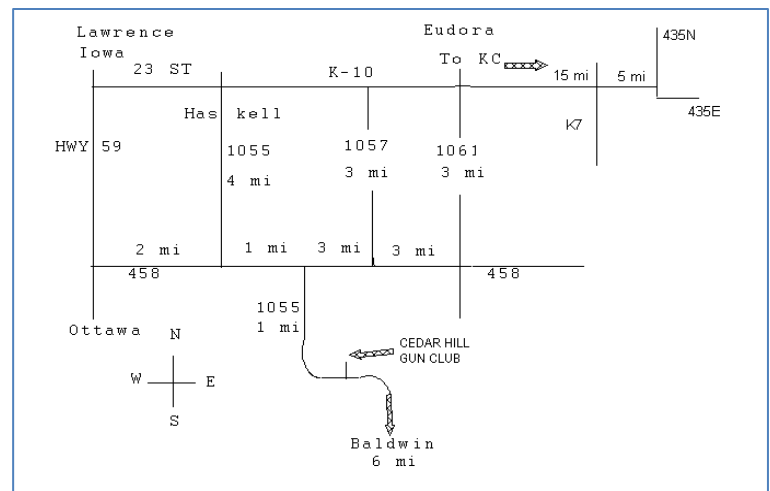 Lawrence
Iowa
23 ST
K-10
Eudora
To KC
15 mi
5 mi
435N
435E
K7
Has kell
HWY 59
1055
4 mi
1057
3 mi
1061
3 mi
2 mi
1 mi
3 mi
3 mi
458
458
1055
1 mi
Ottawa
N
W
E
S
CEDAR HILL
GUN CLUB
Baldwin
6 mi